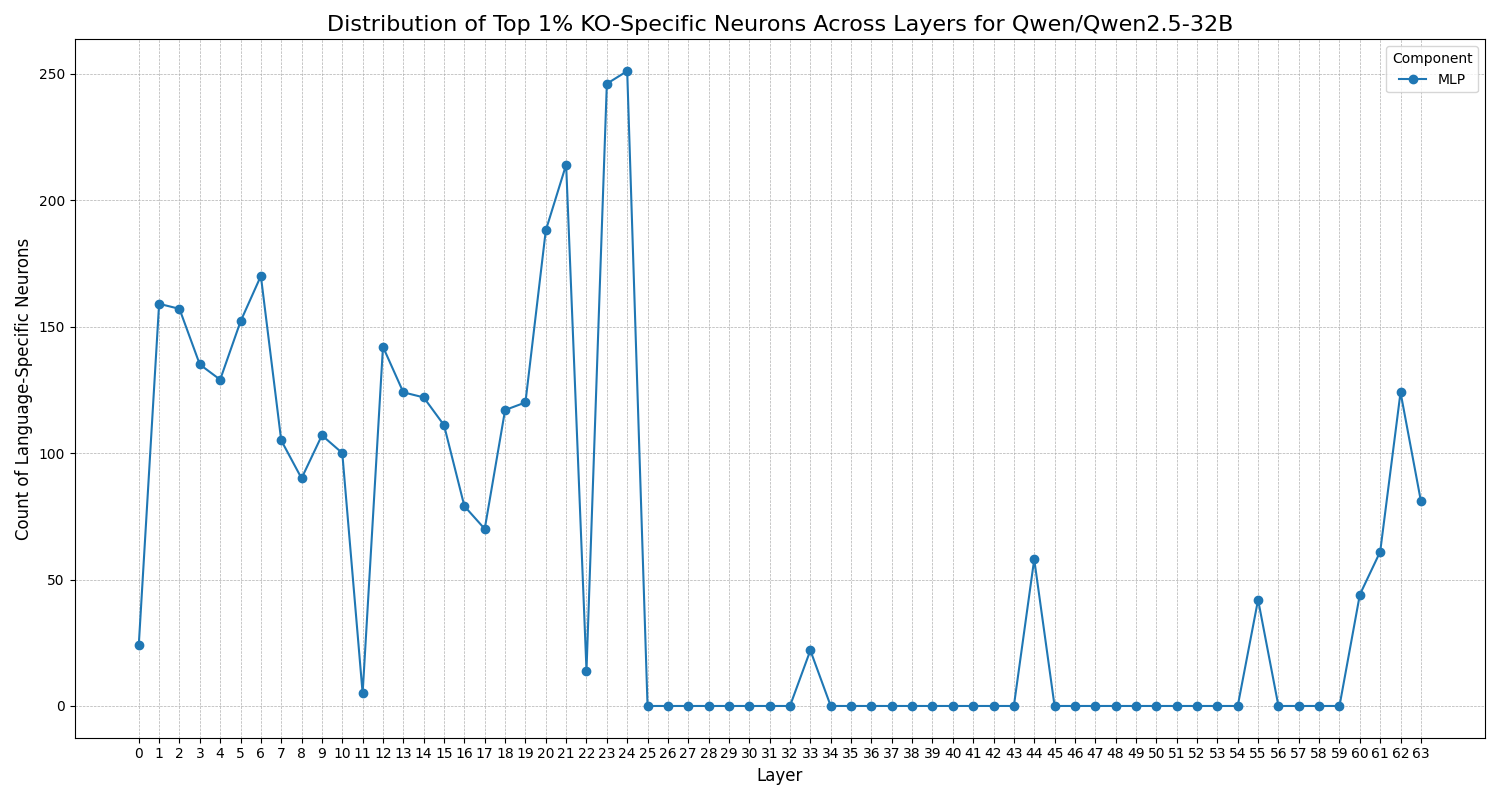 Distribution of Top 1% KO-Specific Neurons Across Layers for Qwen/Qwen2.5-32B
Component
MLP
Count of Language-Specific Neurons
250
200
150
100
50
0
0 1 2 3 4 5 6 7 8 9 10 11 12 13 14 15 16 17 18 19 20 21 22 23 24 25 26 27 28 29 30 31 32 33 34 35 36 37 38 39 40 41 42 43 44 45 46 47 48 49 50 51 52 53 54 55 56 57 58 59 60 61 62 63
Layer